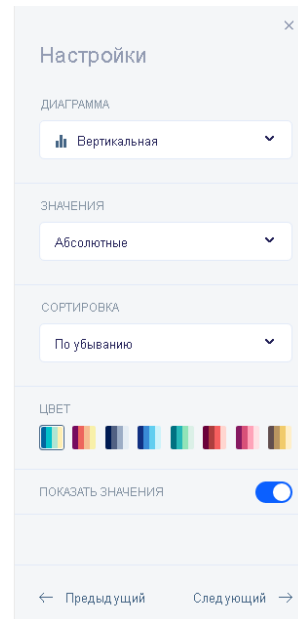 Настройки
ДИАГРАММА
Вертикальная
ЗНАЧЕНИЯ
Абсолютные
СОРТИРОВКА
По убыванию
ЦВЕТ
ПОКАЗАТЬ ЗНАЧЕНИЯ
← Предыдущий Следующий →